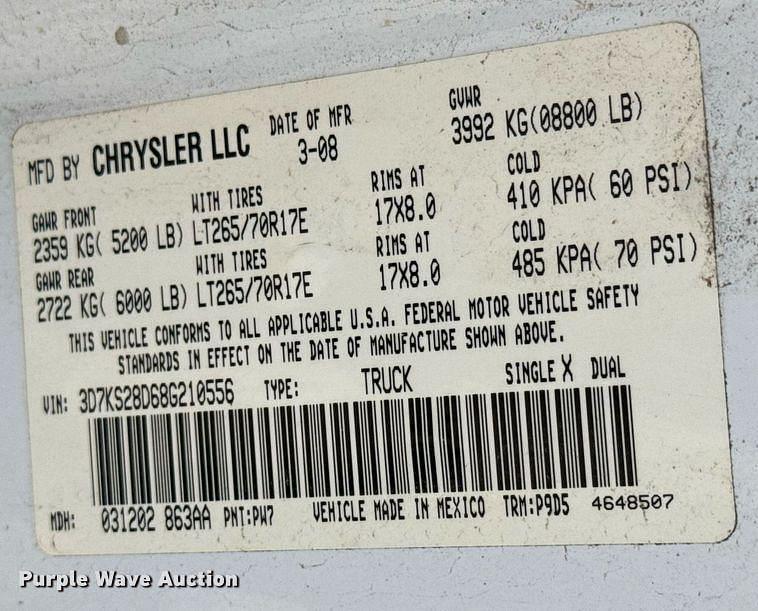 MFD BY CHRYSLER LLC DATE OF MFR 3-08 GVWR 3992 KG(08800 LB)
GAWR FRONT WITH TIRES RIMS AT COLD
2359 KG( 5200 LB) LT265/70R17E 17X8.0 410 KPA( 60 PSI)
GAWR REAR WITH TIRES RIMS AT COLD
2722 KG( 6000 LB) LT265/70R17E 17X8.0 485 KPA( 70 PSI)
THIS VEHICLE CONFORMS TO ALL APPLICABLE U.S.A. FEDERAL MOTOR VEHICLE SAFETY
STANDARDS IN EFFECT ON THE DATE OF MANUFACTURE SHOWN ABOVE.
VIN: 3D7KS28D68G210556 TYPE: TRUCK SINGLE X DUAL
MDH: 031202 863AA PNT:PW7 VEHICLE MADE IN MEXICO TRM:P9D5 4648507
Purple Wave Auction